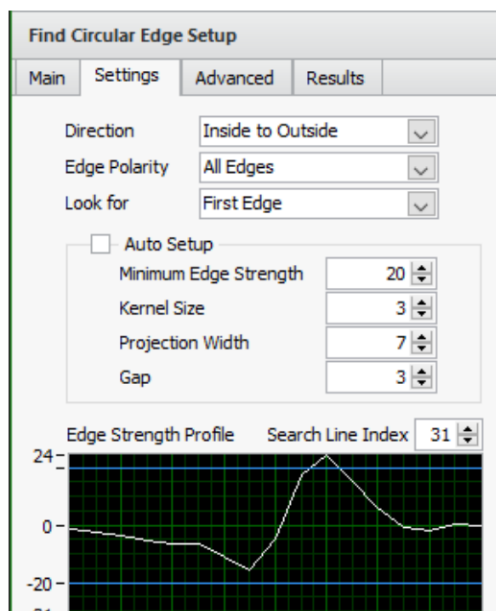 Find Circular Edge Setup
Main Settings Advanced Results
Direction Inside to Outside
Edge Polarity All Edges
Look for First Edge
Auto Setup
Minimum Edge Strength 20
Kernel Size 3
Projection Width 7
Gap 3
Edge Strength Profile Search Line Index 31
24
0
-20